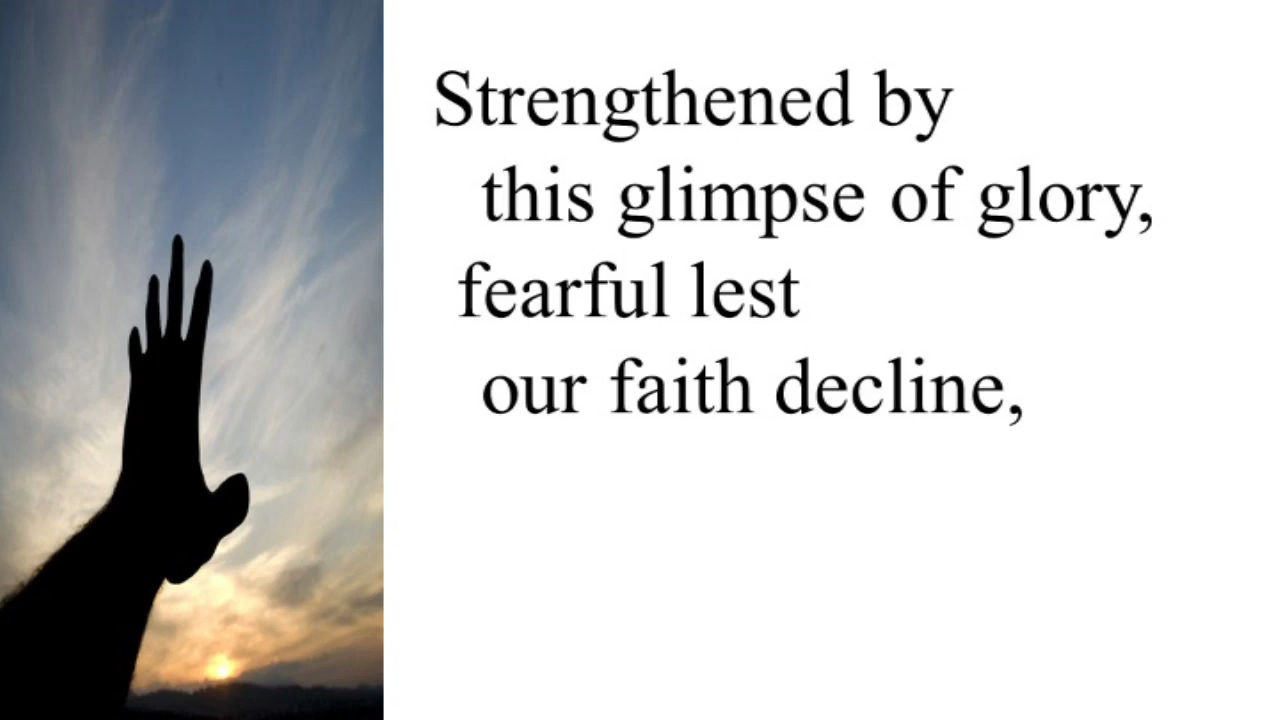 Strengthened by
this glimpse of glory,
fearful lest
our faith decline,